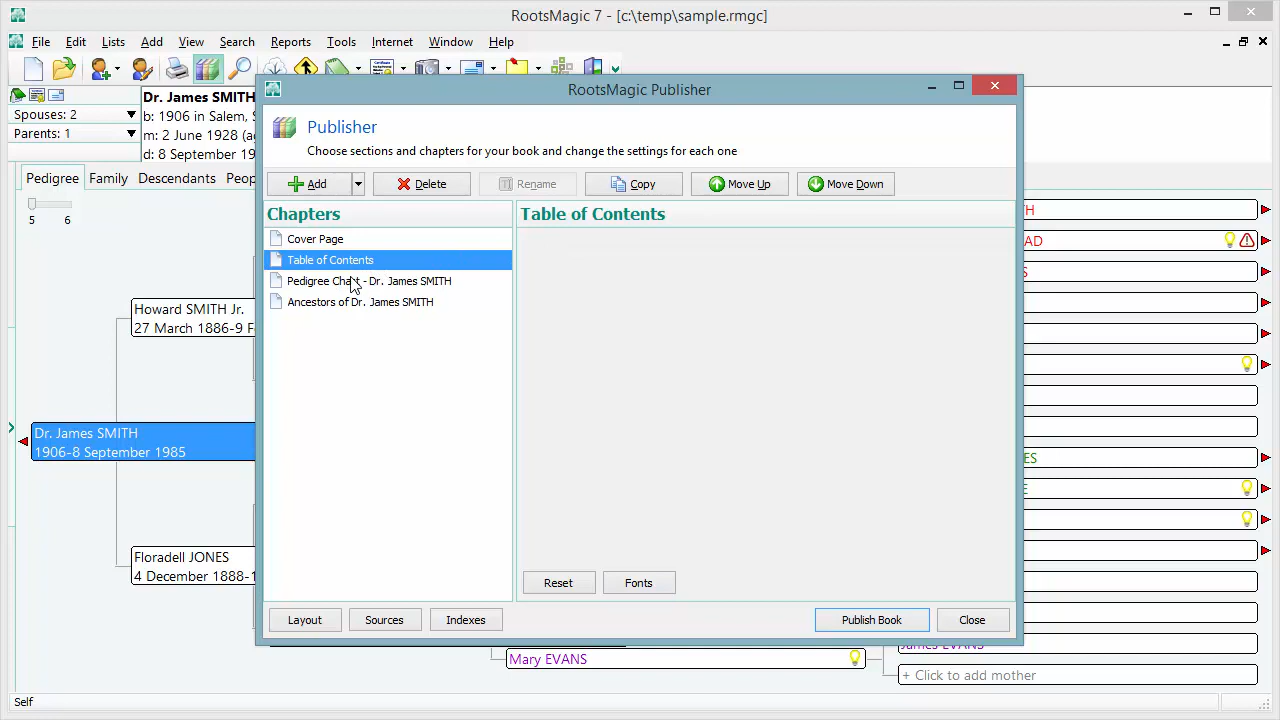 RootsMagic 7 - [c:\temp\sample.rmgc]
File Edit Lists Add View Search Reports Tools Internet Window Help
Dr. James SMITH
Spouses: 2
b: 1906 in Salem,
Parents: 1
m: 2 June 1928
d: 8 September
Pedigree Family Descendants
5 6
Howard SMITH Jr.
27 March 1886-9
Dr. James SMITH
1906-8 September 1985
Floradell JONES
4 December 1888-1
RootsMagic Publisher
Publisher
Choose sections and chapters for your book and change the settings for each one
Add Delete Rename Copy Move Up Move Down
Chapters
Cover Page
Table of Contents
Pedigree Chart - Dr. James SMITH
Ancestors of Dr. James SMITH
Table of Contents
Reset Fonts
Layout Sources Indexes Publish Book Close
Mary EVANS
James EVANS
+ Click to add mother
Self